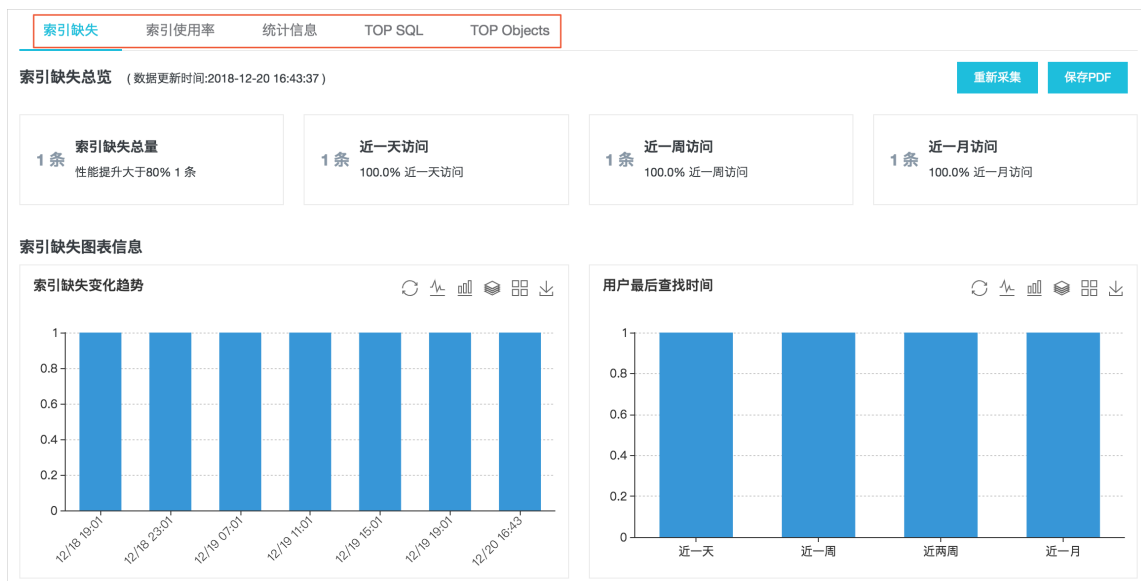 索引缺失 索引使用率 统计信息 TOP SQL TOP Objects
索引缺失总览 (数据更新时间:2018-12-20 16:43:37) 重新采集 保存PDF
1 条 索引缺失总量 性能提升大于80% 1 条
1 条 近一天访问 100.0% 近一天访问
1 条 近一周访问 100.0% 近一周访问
1 条 近一月访问 100.0% 近一月访问
索引缺失图表信息
索引缺失变化趋势
1
0.8
0.6
0.4
0.2
0
12/18 19:01 12/18 23:01 12/19 07:01 12/19 11:01 12/19 15:01 12/19 19:01 12/20 16:43
用户最后查找时间
1
0.8
0.6
0.4
0.2
0
近一天 近一周 近两周 近一月